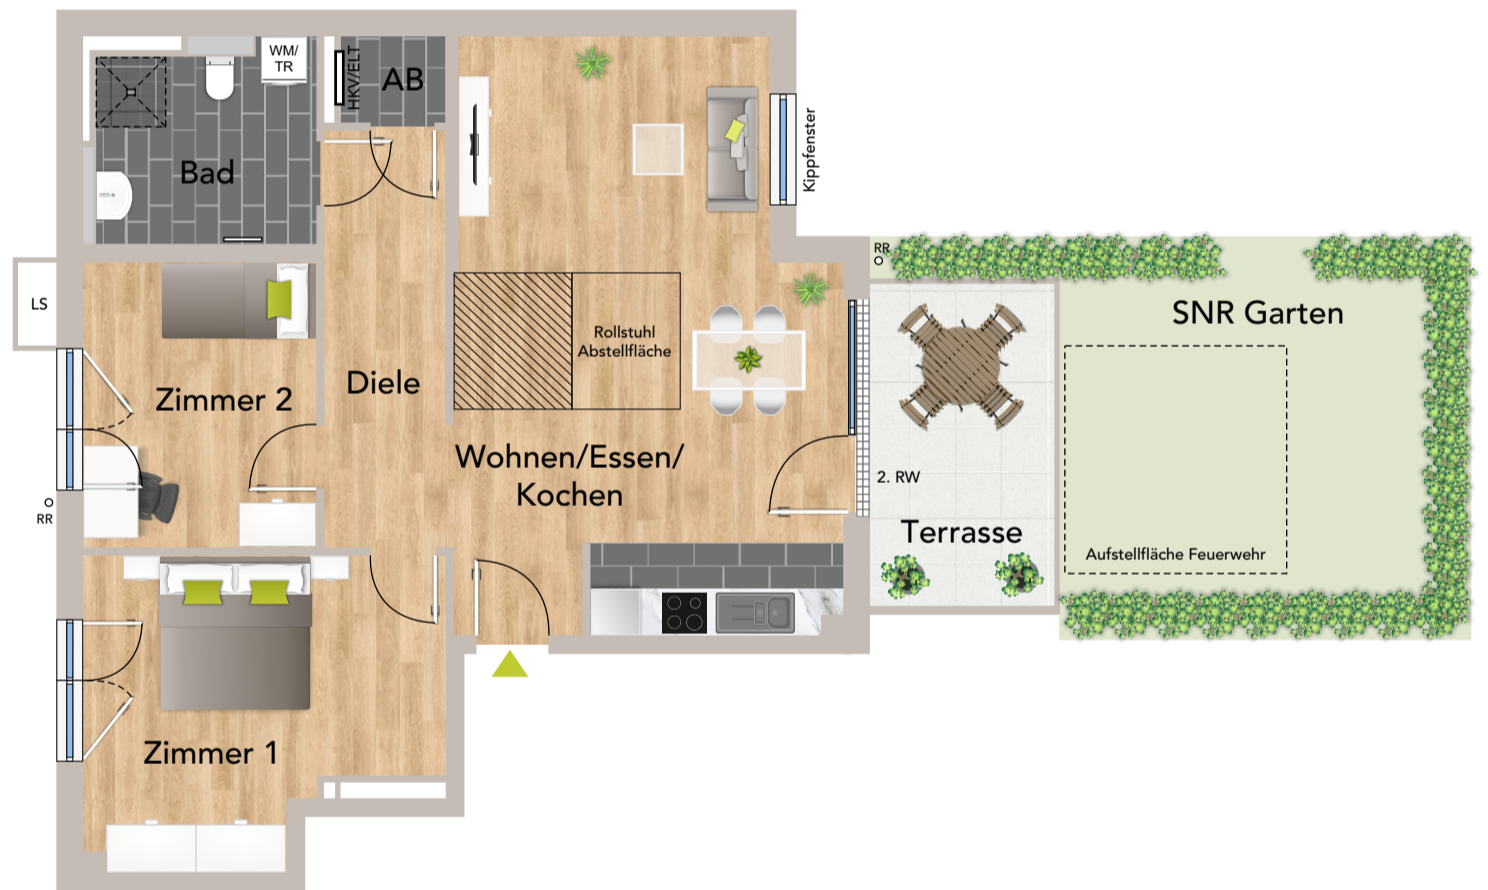 WM/
TR
HKV/ELT
AB
Bad
Kippfenster
RR
LS
SNR Garten
Rollstuhl
Abstellfläche
Diele
Zimmer 2
Wohnen/Essen/
Kochen
2. RW
RR
Terrasse
Aufstellfläche Feuerwehr
Zimmer 1